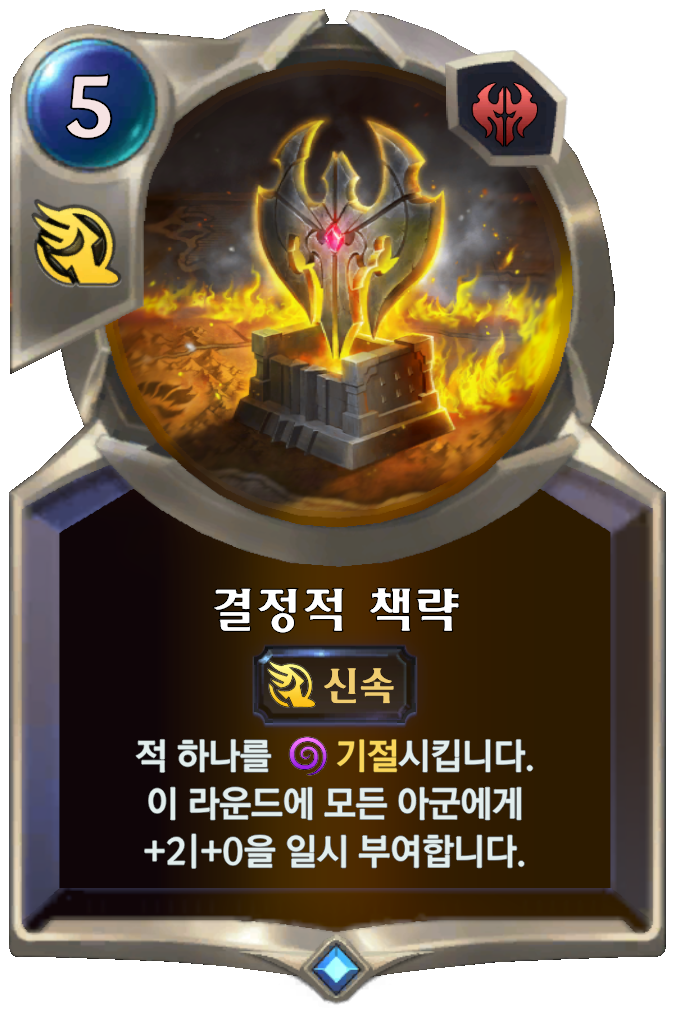 5
결정적 책략
신속
적 하나를 기절시킵니다.
이 라운드에 모든 아군에게
+2|+0을 일시 부여합니다.